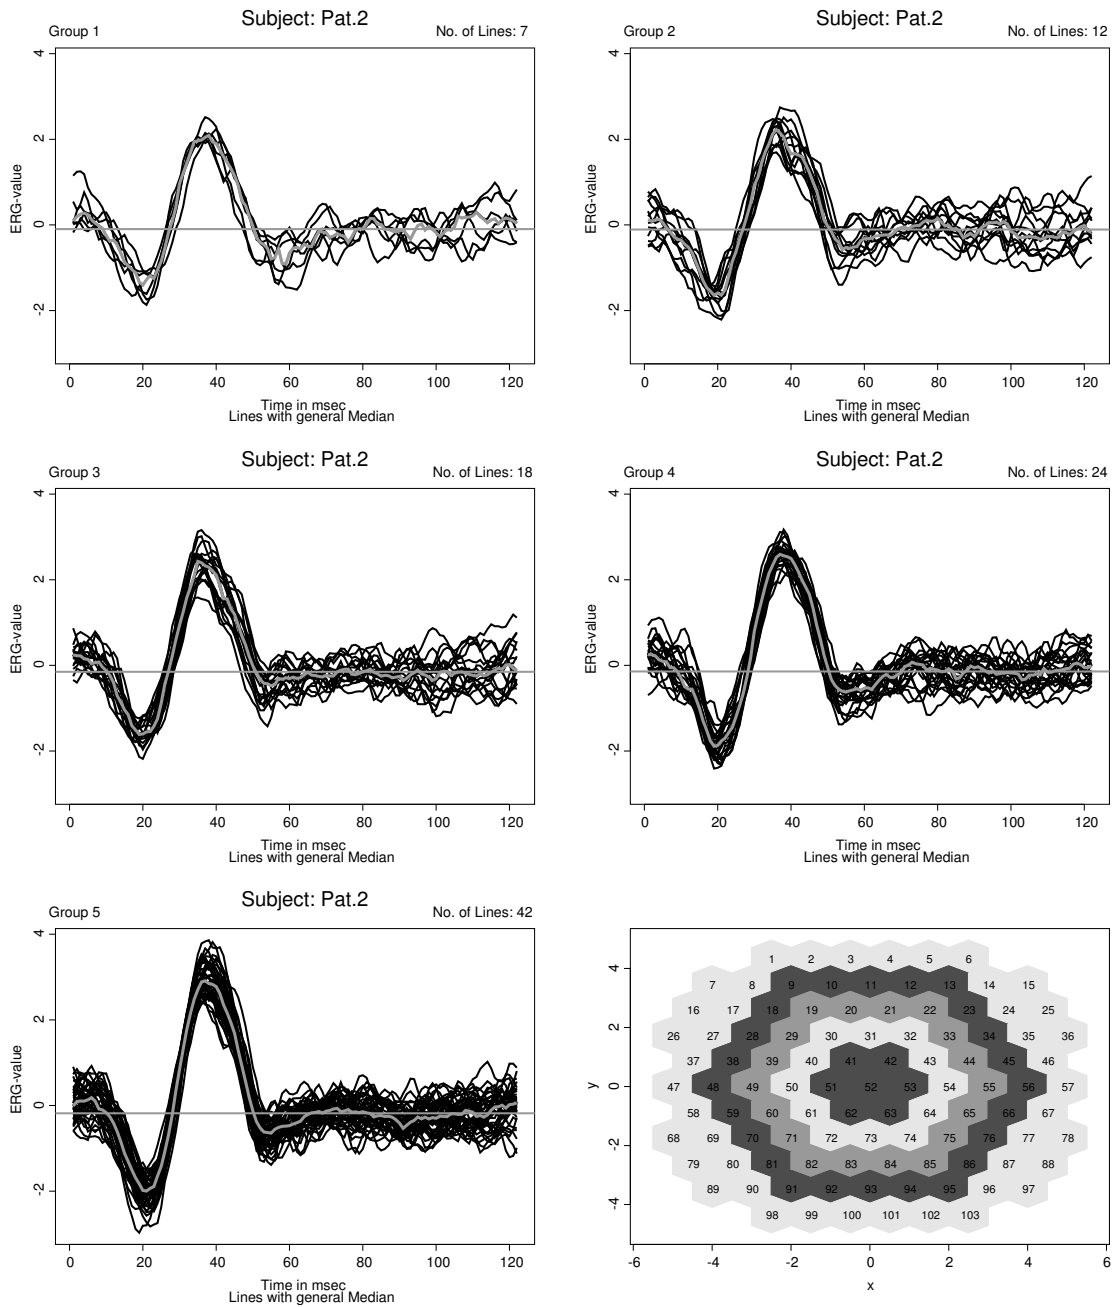 Subject: Pat.2
Group 1
No. of Lines: 7
4
2
0
-2
ERG-value
0 20 40 60 80 100 120
Time in msec
Lines with general Median
Subject: Pat.2
Group 2
No. of Lines: 12
4
2
0
-2
ERG-value
0 20 40 60 80 100 120
Time in msec
Lines with general Median
Subject: Pat.2
Group 3
No. of Lines: 18
4
2
0
-2
ERG-value
0 20 40 60 80 100 120
Time in msec
Lines with general Median
Subject: Pat.2
Group 4
No. of Lines: 24
4
2
0
-2
ERG-value
0 20 40 60 80 100 120
Time in msec
Lines with general Median
Subject: Pat.2
Group 5
No. of Lines: 42
4
2
0
-2
ERG-value
0 20 40 60 80 100 120
Time in msec
Lines with general Median
4
2
0
-2
-4
y
1 2 3 4 5 6
7 8 9 10 11 12 13 14 15
16 17 18 19 20 21 22 23 24 25
26 27 28 29 30 31 32 33 34 35 36
37 38 39 40 41 42 43 44 45 46
47 48 49 50 51 52 53 54 55 56 57
58 59 60 61 62 63 64 65 66 67
68 69 70 71 72 73 74 75 76 77 78
79 80 81 82 83 84 85 86 87 88
89 90 91 92 93 94 95 96 97
98 99 100 101 102 103
-6 -4 -2 0 2 4 6
x